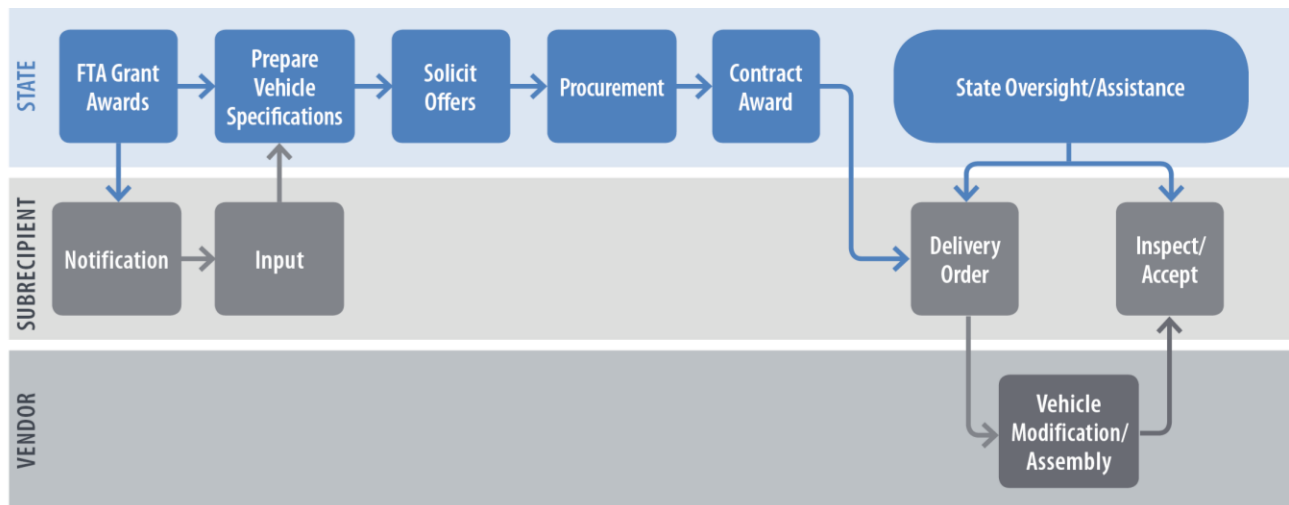 STATE
FTA Grant
Awards
Prepare
Vehicle
Specifications
Solicit
Offers
Procurement
Contract
Award
State Oversight/Assistance
SUBRECIPIENT
Notification
Input
Delivery
Order
Inspect/
Accept
VENDOR
Vehicle
Modification/
Assembly